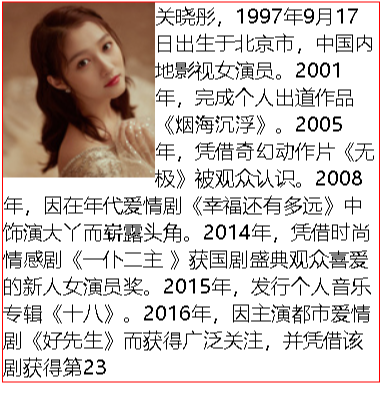 关晓彤，1997年9月17
日出生于北京市，中国内
地影视女演员。2001
年，完成个人出道作品
《烟海沉浮》。2005
年，凭借奇幻动作片《无
极》被观众认识。2008
年，因在年代爱情剧《幸福还有多远》中
饰演大丫而崭露头角。2014年，凭借时尚
情感剧《一仆二主 》获国剧盛典观众喜爱
的新人女演员奖。2015年，发行个人音乐
专辑《十八》。2016年，因主演都市爱情
剧《好先生》而获得广泛关注，并凭借该
剧获得第23